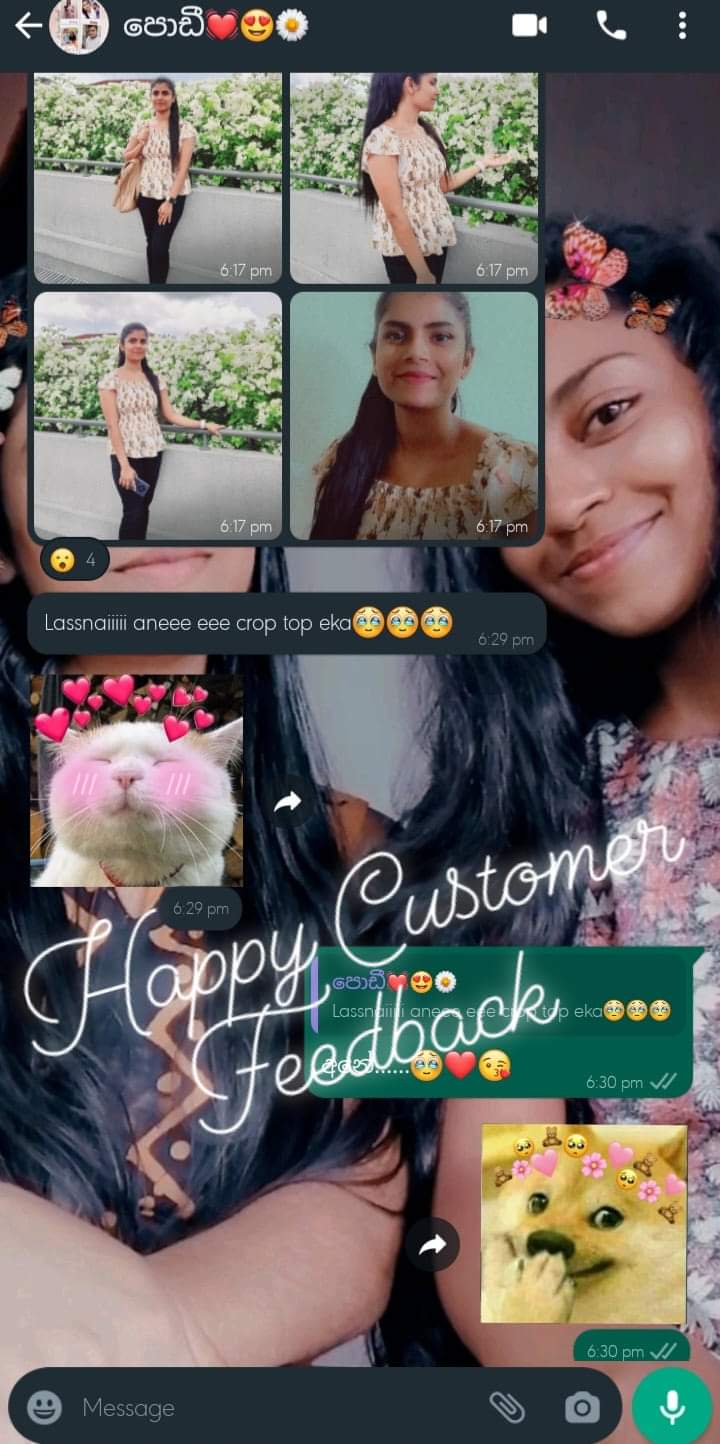 පොඩී💓😍🌼
6:17 pm
6:17 pm
6:17 pm
6:17 pm
😮 4
Lassnaiiiii aneee eee crop top eka🥹🥹🥹
6:29 pm
6:29 pm
Happy Customer
Feedback
පොඩී💓😍🌼
Lassnaiiiii aneee eee crop top eka🥹🥹🥹
අනේ......🥹❤️😘
6:30 pm
6:30 pm
Message